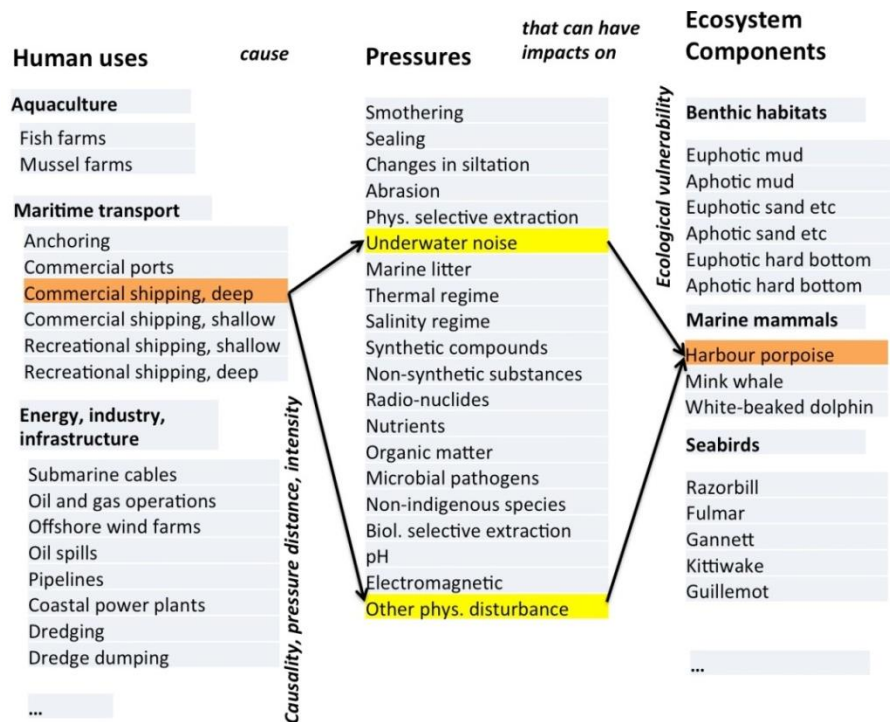 Human uses
cause
Pressures
that can have
impacts on
Ecosystem
Components
Aquaculture
Fish farms
Mussel farms
Maritime transport
Anchoring
Commercial ports
Commercial shipping, deep
Commercial shipping, shallow
Recreational shipping, shallow
Recreational shipping, deep
Energy, industry,
infrastructure
Submarine cables
Oil and gas operations
Offshore wind farms
Oil spills
Pipelines
Coastal power plants
Dredging
Dredge dumping
...
Causality, pressure distance, intensity
Smothering
Sealing
Changes in siltation
Abrasion
Phys. selective extraction
Underwater noise
Marine litter
Thermal regime
Salinity regime
Synthetic compounds
Non-synthetic substances
Radio-nuclides
Nutrients
Organic matter
Microbial pathogens
Non-indigenous species
Biol. selective extraction
pH
Electromagnetic
Other phys. disturbance
Ecological vulnerability
Benthic habitats
Euphotic mud
Aphotic mud
Euphotic sand etc
Aphotic sand etc
Euphotic hard bottom
Aphotic hard bottom
Marine mammals
Harbour porpoise
Mink whale
White-beaked dolphin
Seabirds
Razorbill
Fulmar
Gannett
Kittiwake
Guillemot
...